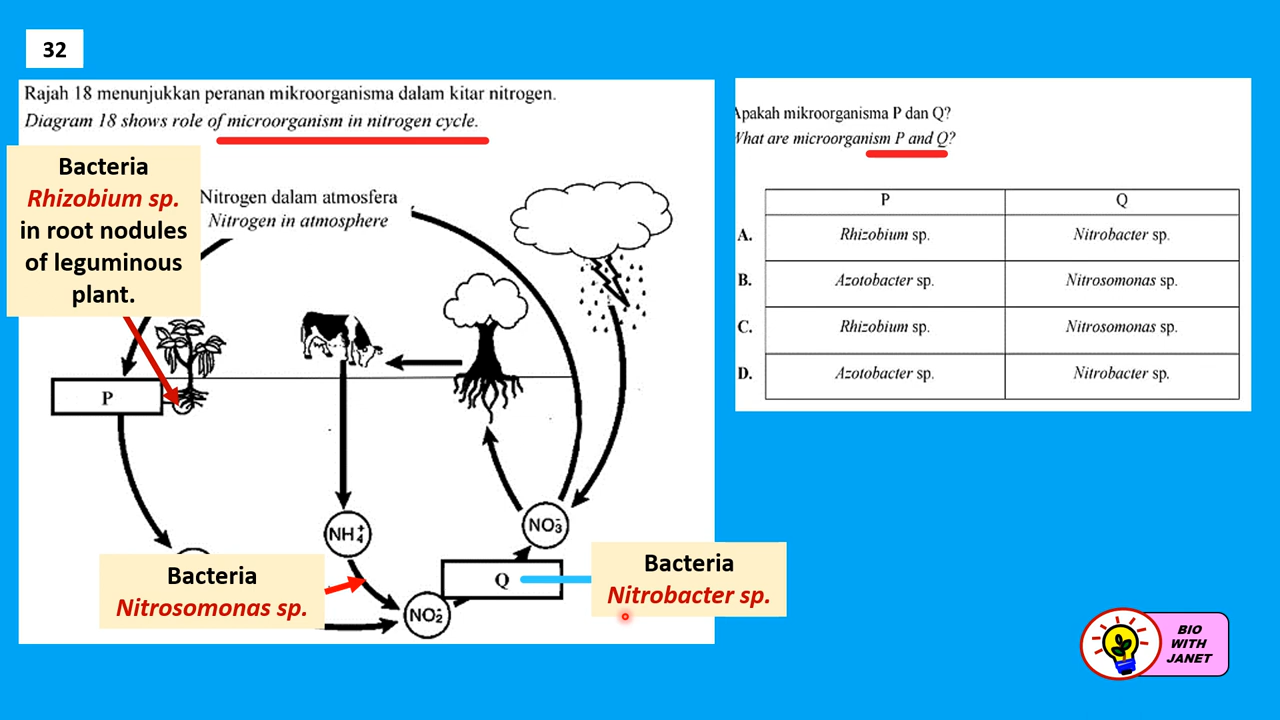 32
Rajah 18 menunjukkan peranan mikroorganisma dalam kitar nitrogen.
Diagram 18 shows role of microorganism in nitrogen cycle.
Bacteria
Rhizobium sp.
in root nodules
of leguminous
plant.
Nitrogen dalam atmosfera
Nitrogen in atmosphere
P
NH₄⁺
NO₃⁻
Q
NO₂⁻
Bacteria
Nitrosomonas sp.
Bacteria
Nitrobacter sp.
Apakah mikroorganisma P dan Q?
What are microorganism P and Q?
P Q
A. Rhizobium sp. Nitrobacter sp.
B. Azotobacter sp. Nitrosomonas sp.
C. Rhizobium sp. Nitrosomonas sp.
D. Azotobacter sp. Nitrobacter sp.
BIO
WITH
JANET